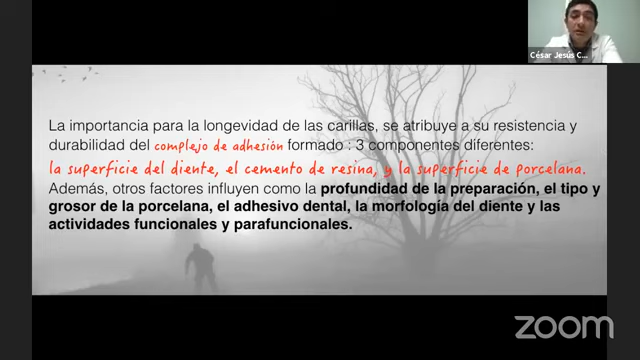 César Jesús C...
La importancia para la longevidad de las carillas, se atribuye a su resistencia y
durabilidad del complejo de adhesión formado : 3 componentes diferentes:
la superficie del diente, el cemento de resina, y la superficie de porcelana.
Además, otros factores influyen como la profundidad de la preparación, el tipo y
grosor de la porcelana, el adhesivo dental, la morfología del diente y las
actividades funcionales y parafuncionales.
zoom